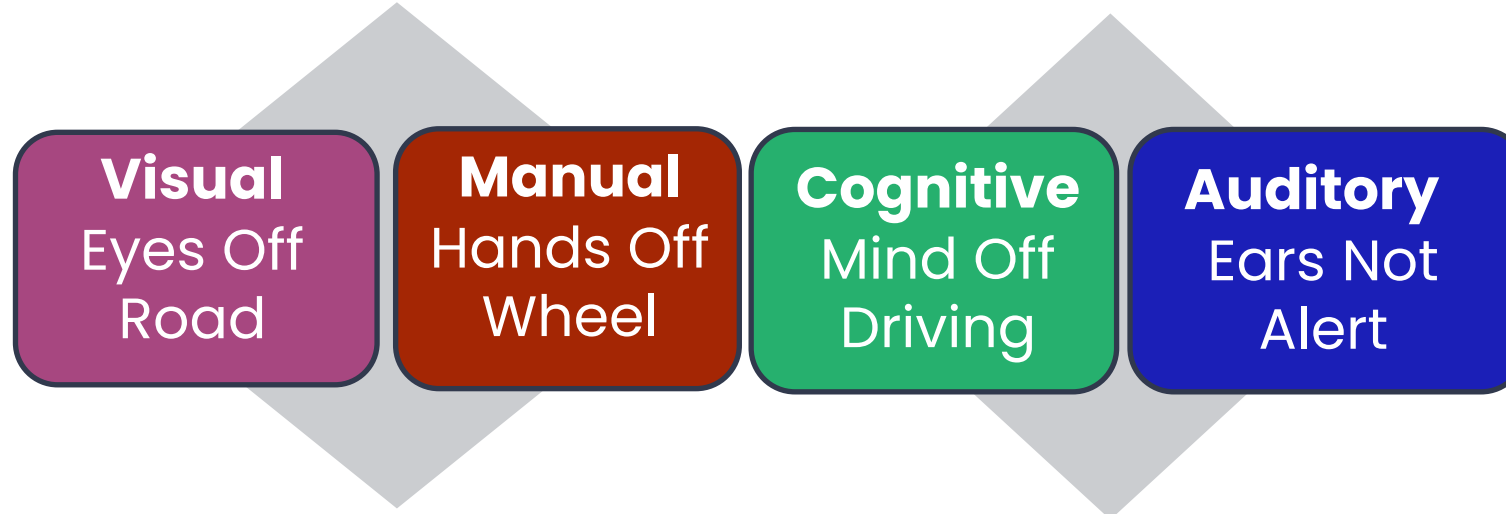 Visual
Eyes Off
Road
Manual
Hands Off
Wheel
Cognitive
Mind Off
Driving
Auditory
Ears Not
Alert